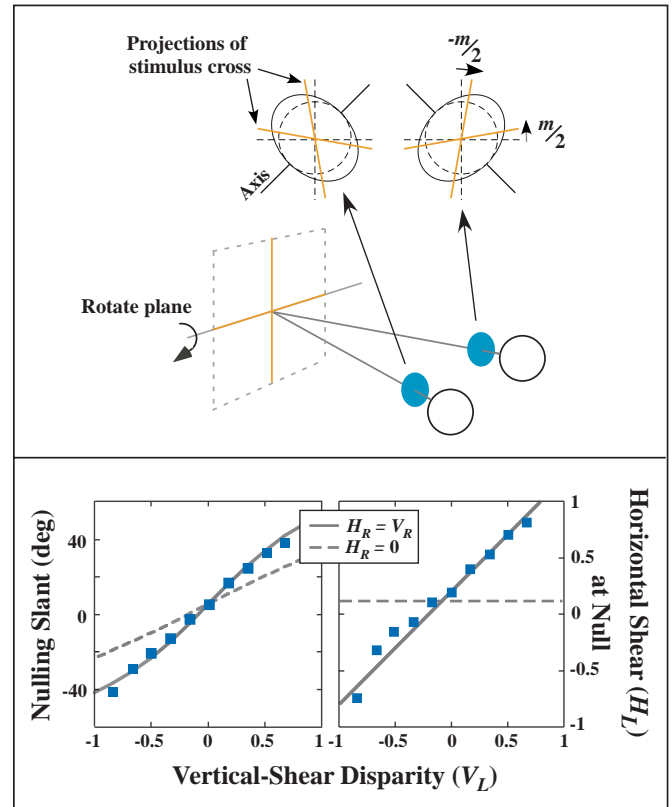 Projections of
stimulus cross
-m/2
m/2
Axis
Rotate plane
Nulling Slant (deg)
40
0
-40
-1
-0.5
0
0.5
1
H_R = V_R
H_R = 0
1
0.5
0
-0.5
-1
-1
-0.5
0
0.5
1
Horizontal Shear (H_L)
at Null
Vertical-Shear Disparity (V_L)